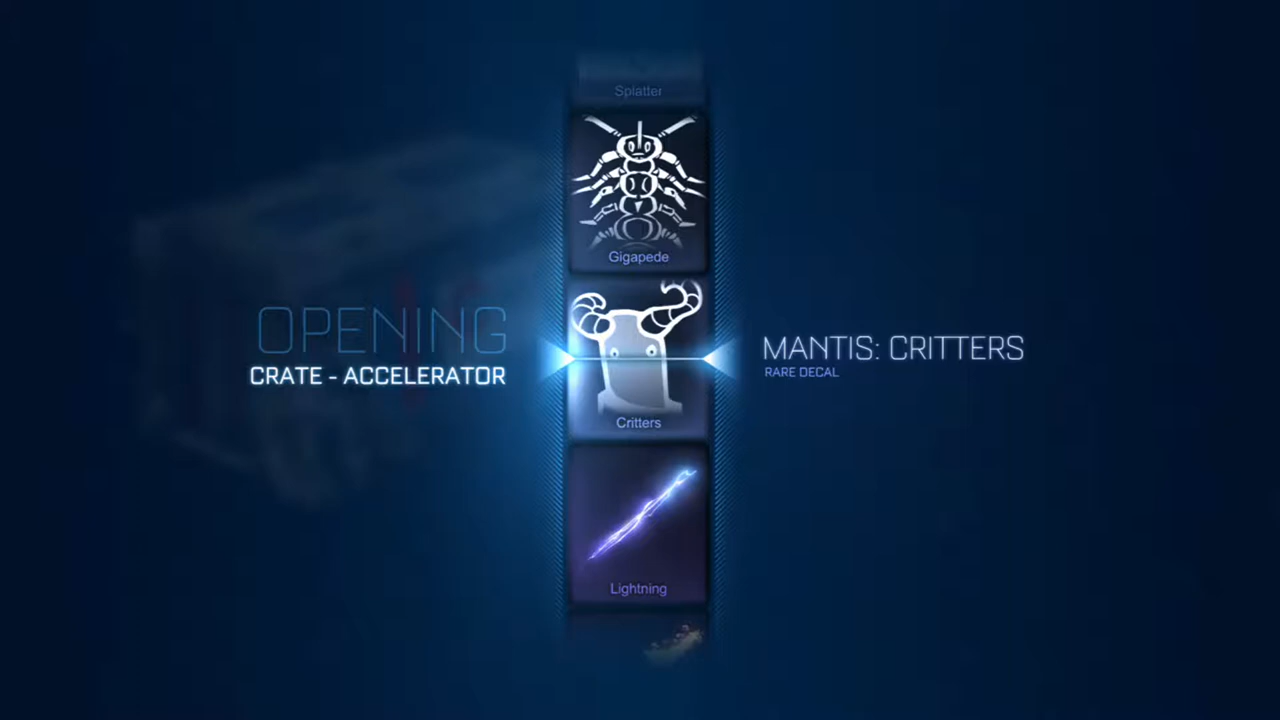 Splatter
Gigapede
OPENING
CRATE - ACCELERATOR
MANTIS: CRITTERS
RARE DECAL
Critters
Lightning